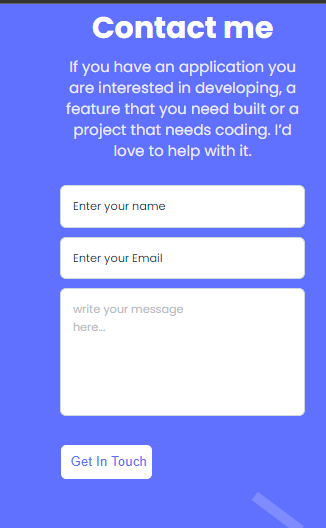 Contact me
If you have an application you
are interested in developing, a
feature that you need built or a
project that needs coding. I'd
love to help with it.
Enter your name
Enter your Email
write your message
here...
Get In Touch